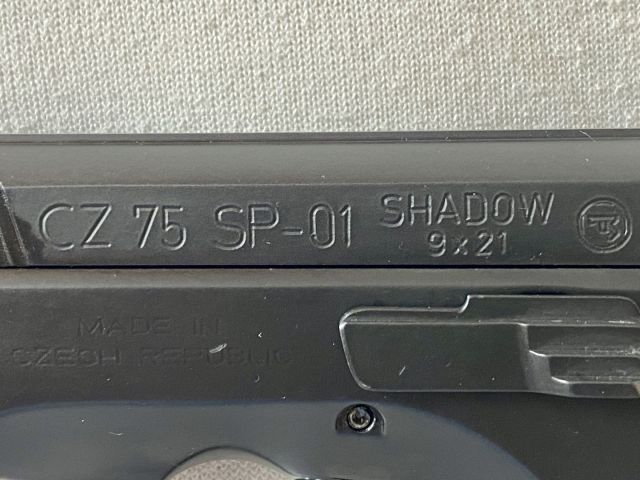 CZ 75 SP-01 SHADOW
9x21
MADE IN
CZECH REPUBLIC